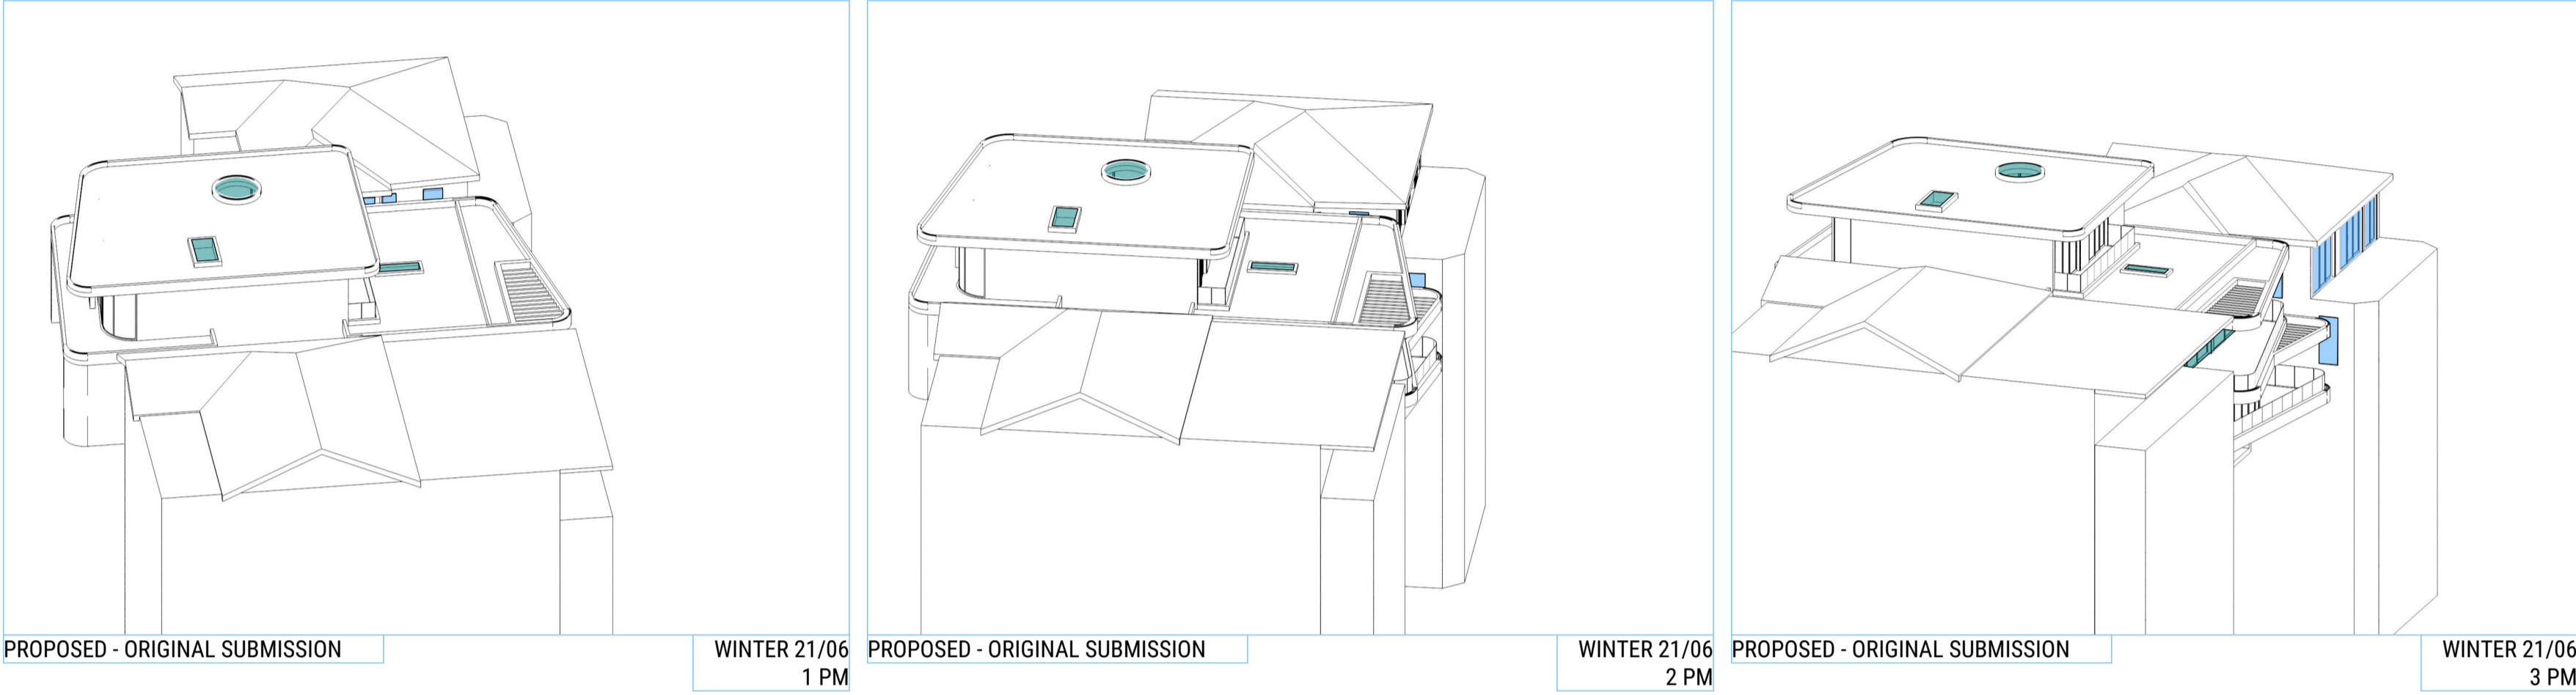 PROPOSED - ORIGINAL SUBMISSION
WINTER 21/06
1 PM
PROPOSED - ORIGINAL SUBMISSION
WINTER 21/06
2 PM
PROPOSED - ORIGINAL SUBMISSION
WINTER 21/06
3 PM